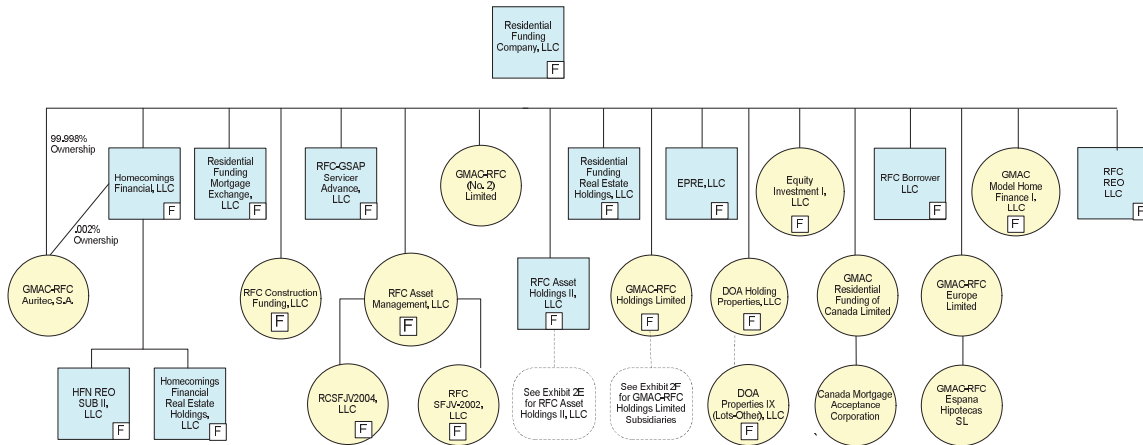 Residential
Funding
Company, LLC
F
99.998%
Ownership
Homecomings
Financial, LLC
F
Residential
Funding
Mortgage
Exchange,
LLC
F
RFC-GSAP
Servicer
Advance,
LLC
F
GMAC-RFC
(No. 2)
Limited
Residential
Funding
Real Estate
Holdings, LLC
F
EPRE, LLC
F
Equity
Investment I,
LLC
F
RFC Borrower
LLC
F
GMAC
Model Home
Finance I,
LLC
F
RFC
REO
LLC
F
.002%
Ownership
GMAC-RFC
Auritec, S.A.
RFC Construction
Funding, LLC
F
RFC Asset
Management, LLC
F
RFC Asset
Holdings II,
LLC
F
GMAC-RFC
Holdings Limited
F
DOA Holding
Properties, LLC
F
GMAC
Residential
Funding of
Canada Limited
GMAC-RFC
Europe
Limited
HFN REO
SUB II,
LLC
F
Homecomings
Financial
Real Estate
Holdings,
LLC
F
RCSFJV2004,
LLC
F
RFC
SFJV-2002,
LLC
F
See Exhibit 2E
for RFC Asset
Holdings II, LLC
See Exhibit 2F
for GMAC-RFC
Holdings Limited
Subsidiaries
DOA
Properties IX
(Lots-Other), LLC
F
Canada Mortgage
Acceptance
Corporation
GMAC-RFC
Espana
Hipotecas
SL